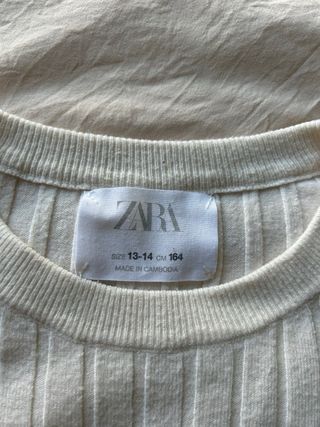 ZARA
SIZE 13-14 CM 164
MADE IN CAMBODIA